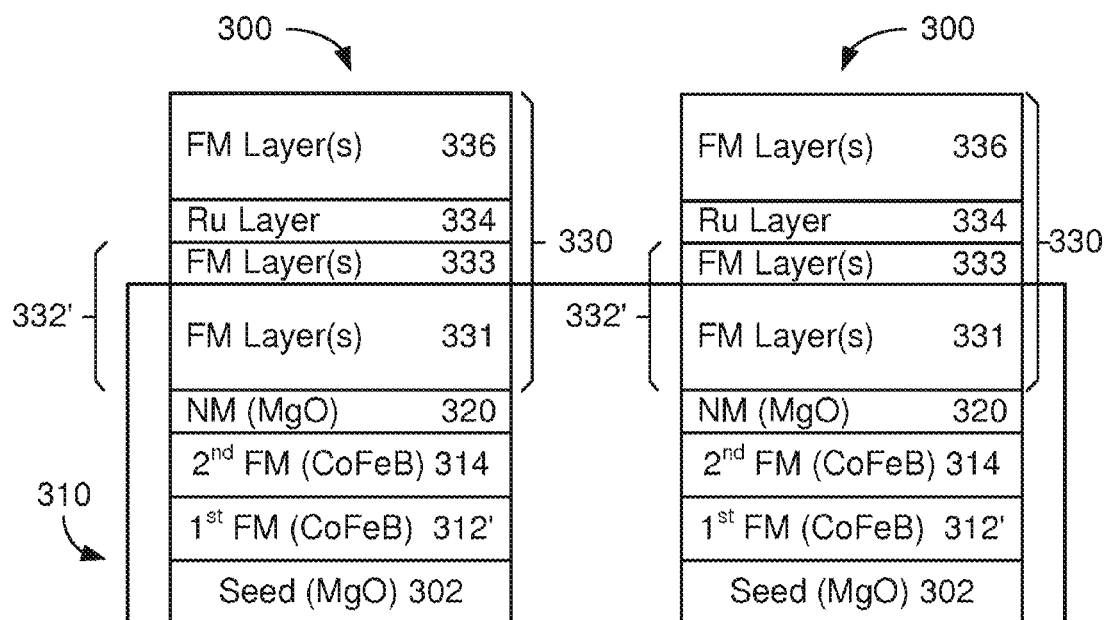 300 300
FM Layer(s) 336 FM Layer(s) 336
Ru Layer 334 Ru Layer 334
330 330
FM Layer(s) 333 FM Layer(s) 333
332' 332'
FM Layer(s) 331 FM Layer(s) 331
NM (MgO) 320 NM (MgO) 320
2nd FM (CoFeB) 314 2nd FM (CoFeB) 314
310
1st FM (CoFeB) 312' 1st FM (CoFeB) 312'
Seed (MgO) 302 Seed (MgO) 302